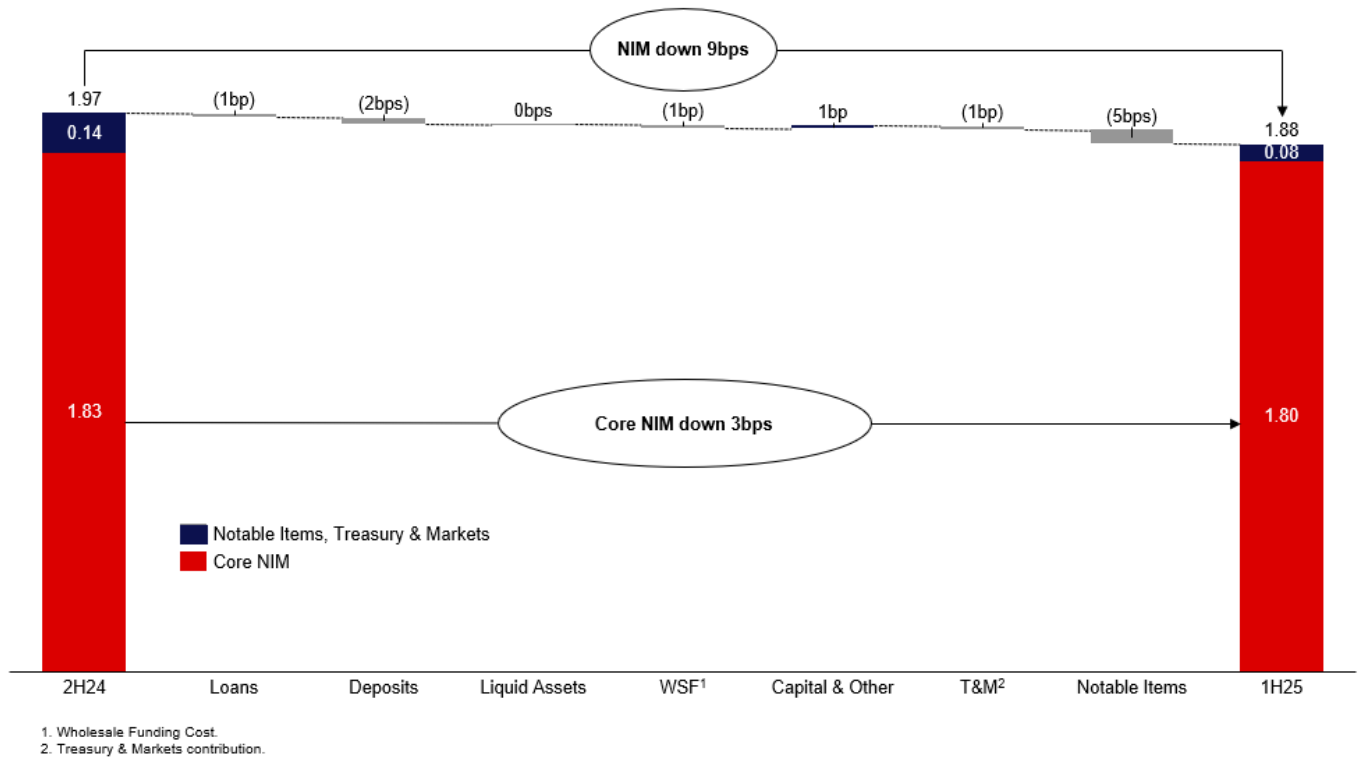 NIM down 9bps
1.97
(1bp)
(2bps)
0bps
(1bp)
1bp
(1bp)
(5bps)
1.88
0.14
0.08
1.83
Core NIM down 3bps
1.80
Notable Items, Treasury & Markets
Core NIM
2H24
Loans
Deposits
Liquid Assets
WSF1
Capital & Other
T&M2
Notable Items
1H25
1. Wholesale Funding Cost.
2. Treasury & Markets contribution.